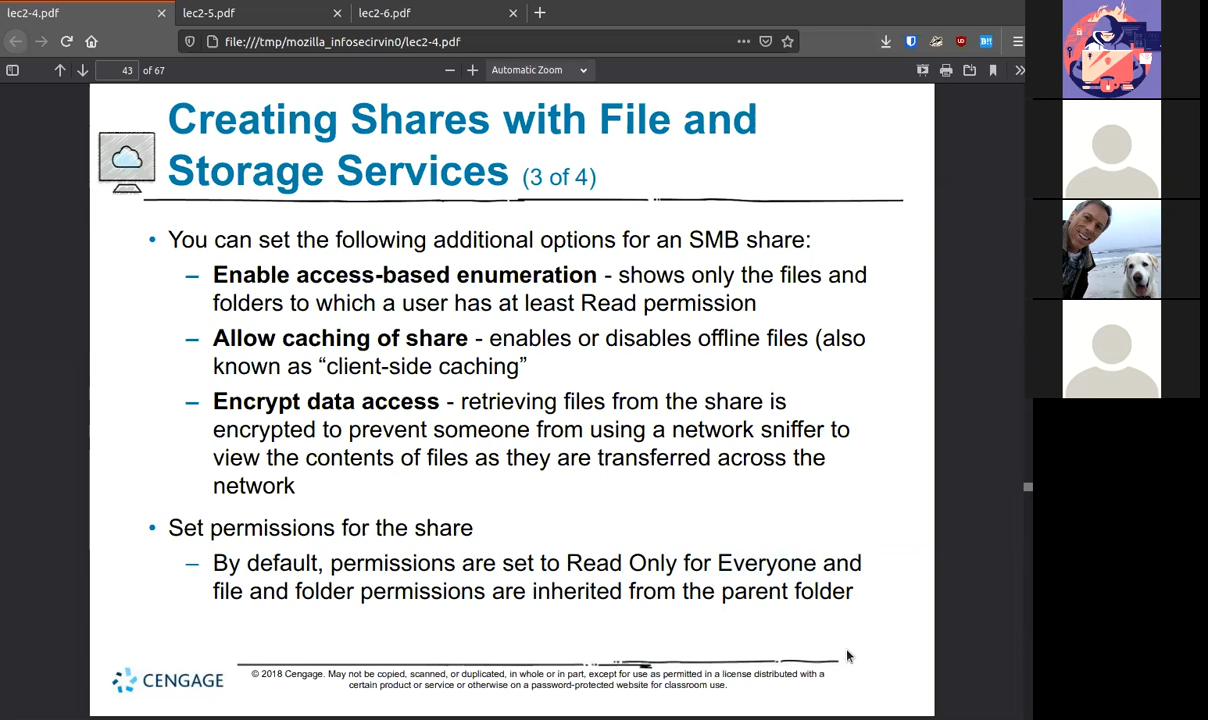 lec2-4.pdf
lec2-5.pdf
lec2-6.pdf
file:///tmp/mozilla_infosecirvin0/lec2-4.pdf
43 of 67
Automatic Zoom
Creating Shares with File and
Storage Services (3 of 4)
• You can set the following additional options for an SMB share:
– Enable access-based enumeration - shows only the files and
folders to which a user has at least Read permission
– Allow caching of share - enables or disables offline files (also
known as “client-side caching”
– Encrypt data access - retrieving files from the share is
encrypted to prevent someone from using a network sniffer to
view the contents of files as they are transferred across the
network
• Set permissions for the share
– By default, permissions are set to Read Only for Everyone and
file and folder permissions are inherited from the parent folder
CENGAGE
© 2018 Cengage. May not be copied, scanned, or duplicated, in whole or in part, except for use as permitted in a license distributed with a
certain product or service or otherwise on a password-protected website for classroom use.